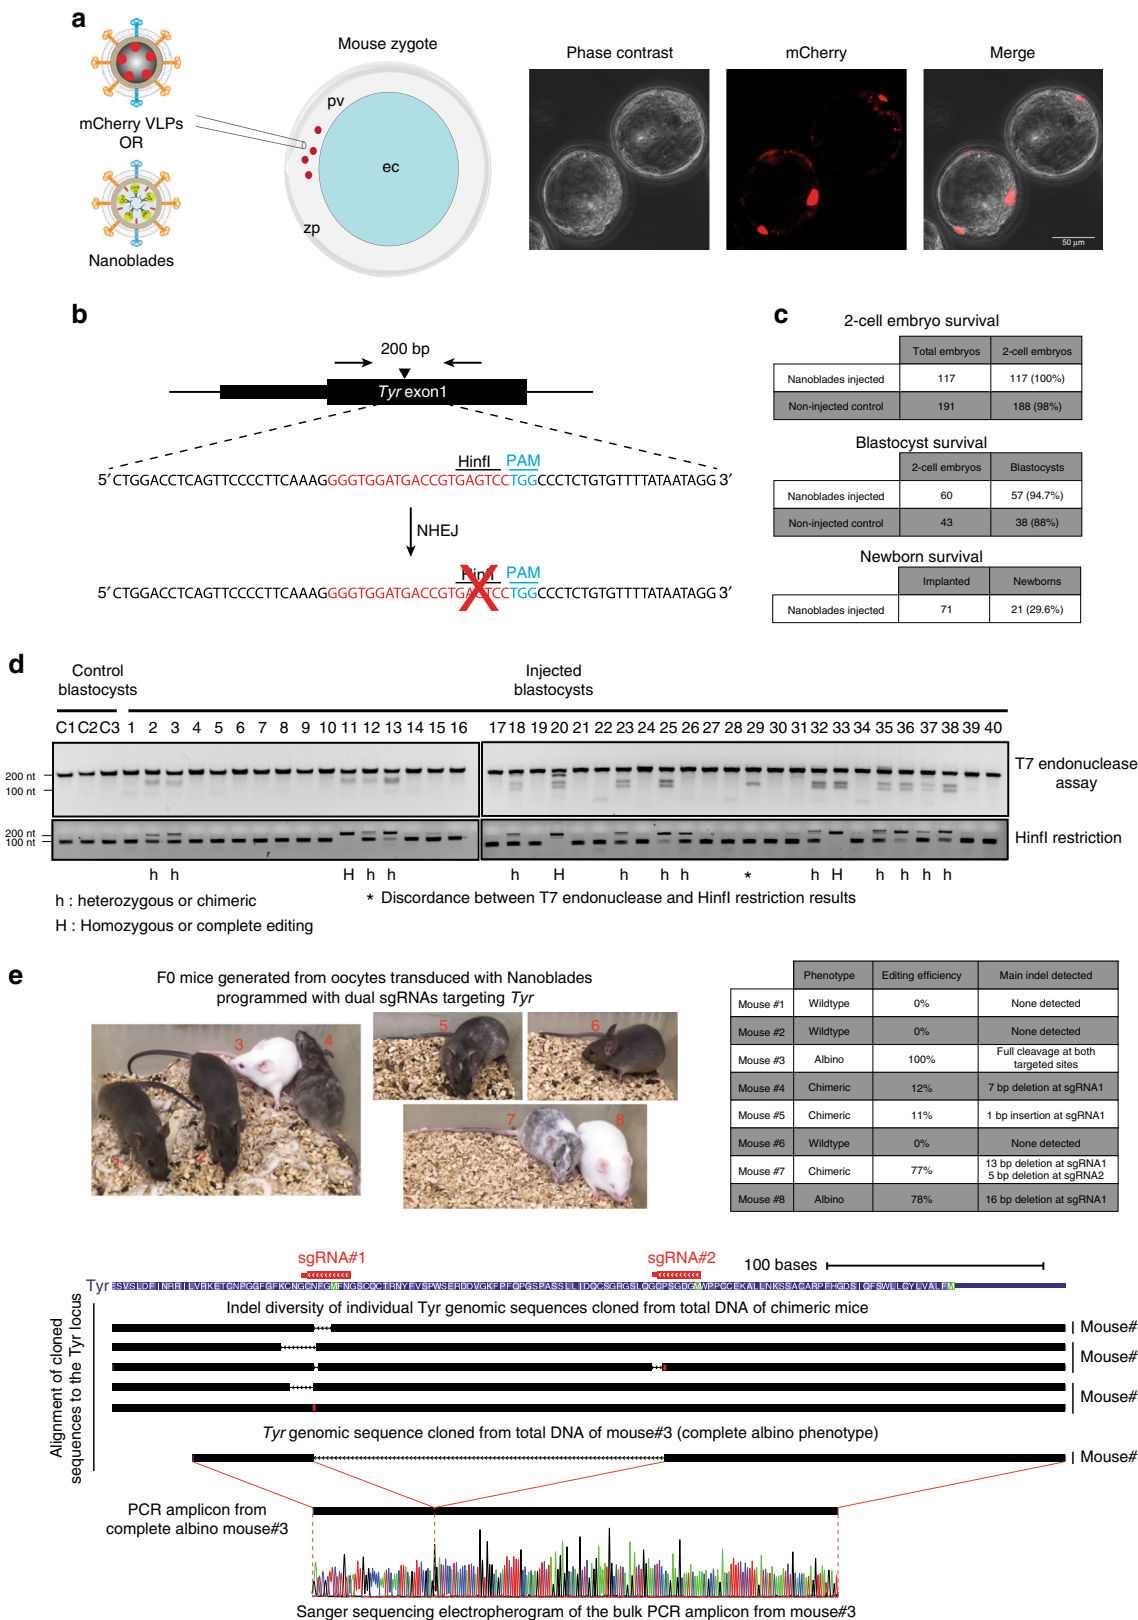 a
mCherry VLPs
OR
Nanoblades
Mouse zygote
pv
ec
zp
Phase contrast
mCherry
Merge
50 μm
b
200 bp
Tyr exon1
HinfI PAM
5′ CTGGACCTCAGTTCCCCTTCAAAGGGGTGGATGACCGTGAGTCCTGGCCCTCTGTGTTTTATAATAGG 3′
NHEJ
HinfI PAM
5′ CTGGACCTCAGTTCCCCTTCAAAGGGGTGGATGACCGTGAGTCCTGGCCCTCTGTGTTTTATAATAGG 3′
c
2-cell embryo survival
Total embryos 2-cell embryos
Nanoblades injected 117 117 (100%)
Non-injected control 191 188 (98%)
Blastocyst survival
2-cell embryos Blastocysts
Nanoblades injected 60 57 (94.7%)
Non-injected control 43 38 (88%)
Newborn survival
Implanted Newborns
Nanoblades injected 71 21 (29.6%)
d
Control
blastocysts
Injected
blastocysts
C1 C2 C3 1 2 3 4 5 6 7 8 9 10 11 12 13 14 15 16 17 18 19 20 21 22 23 24 25 26 27 28 29 30 31 32 33 34 35 36 37 38 39 40
200 nt
100 nt
T7 endonuclease
assay
200 nt
100 nt
HinfI restriction
h h H h h h H h h h * h H h h h h
h : heterozygous or chimeric
* Discordance between T7 endonuclease and HinfI restriction results
H : Homozygous or complete editing
e
F0 mice generated from oocytes transduced with Nanoblades
programmed with dual sgRNAs targeting Tyr
1
2
3
4
5
6
7
8
Phenotype Editing efficiency Main indel detected
Mouse #1 Wildtype 0% None detected
Mouse #2 Wildtype 0% None detected
Mouse #3 Albino 100% Full cleavage at both targeted sites
Mouse #4 Chimeric 12% 7 bp deletion at sgRNA1
Mouse #5 Chimeric 11% 1 bp insertion at sgRNA1
Mouse #6 Wildtype 0% None detected
Mouse #7 Chimeric 77% 13 bp deletion at sgRNA1 5 bp deletion at sgRNA2
Mouse #8 Albino 78% 16 bp deletion at sgRNA1
sgRNA#1
sgRNA#2
100 bases
Tyr
Indel diversity of individual Tyr genomic sequences cloned from total DNA of chimeric mice
Mouse#
Mouse#
Mouse#
Alignment of cloned
sequences to the Tyr locus
Tyr genomic sequence cloned from total DNA of mouse#3 (complete albino phenotype)
Mouse#
PCR amplicon from
complete albino mouse#3
Sanger sequencing electropherogram of the bulk PCR amplicon from mouse#3